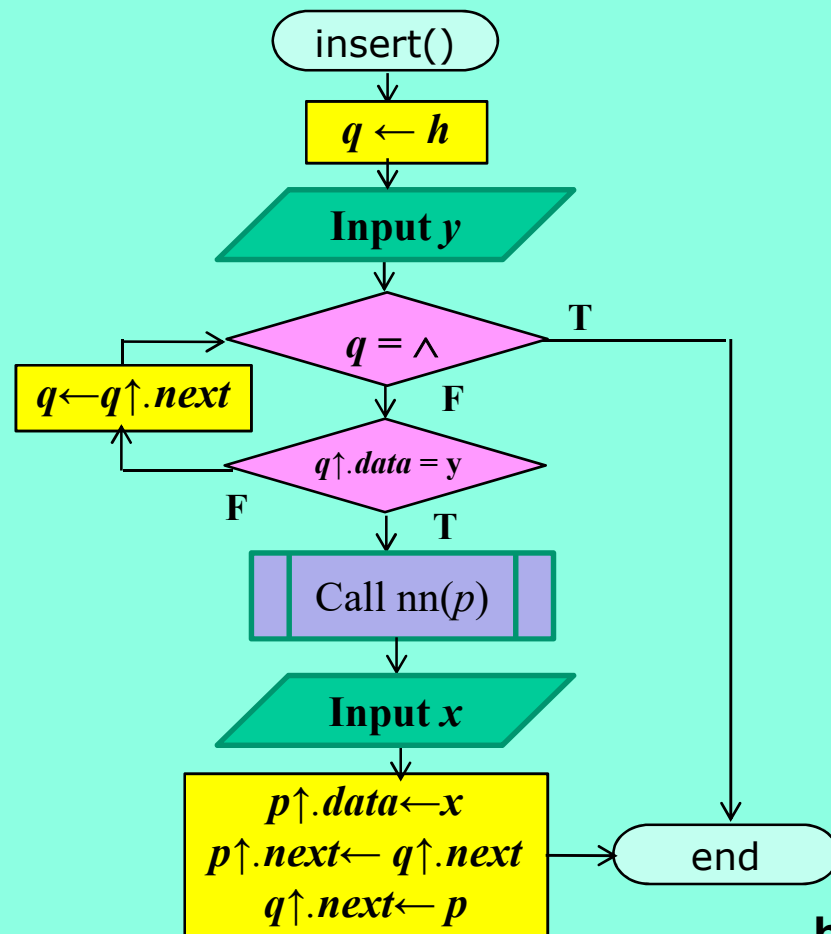 insert()
q ← h
Input y
q = ∧
T
F
q←q↑.next
q↑.data = y
F
T
Call nn(p)
Input x
p↑.data←x
p↑.next← q↑.next
q↑.next← p
end